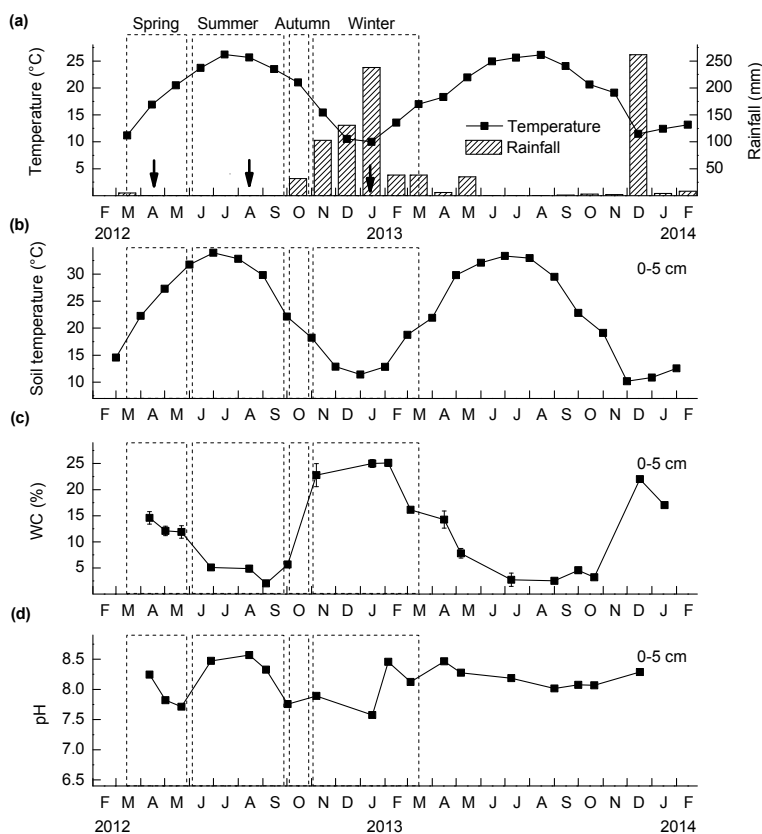 (a)
Spring Summer Autumn Winter
Temperature (°C)
25
20
15
10
5
Temperature
Rainfall
250
200
150
100
50
Rainfall (mm)
F M A M J J A S O N D J F M A M J J A S O N D J F
2012 2013 2014
(b)
Soil temperature (°C)
30
25
20
15
10
0-5 cm
(c)
WC (%)
25
20
15
10
5
0-5 cm
F M A M J J A S O N D J F M A M J J A S O N D J F
(d)
pH
8.5
8.0
7.5
7.0
6.5
0-5 cm
F M A M J J A S O N D J F M A M J J A S O N D J F
2012 2013 2014